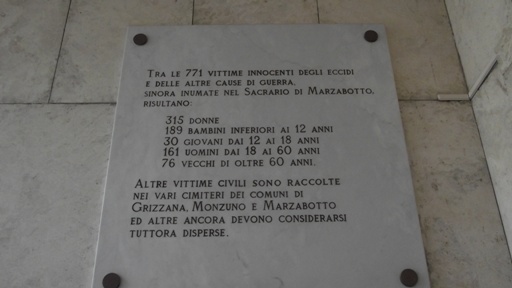 Tra le 771 vittime innocenti degli eccidi
e delle altre cause di guerra,
sinora inumate nel Sacrario di Marzabotto,
risultano:
315 donne
189 bambini inferiori ai 12 anni
30 giovani dai 12 ai 18 anni
161 uomini dai 18 ai 60 anni
76 vecchi di oltre 60 anni.
Altre vittime civili sono raccolte
nei vari cimiteri dei comuni di
Grizzana, Monzuno e Marzabotto
ed altre ancora devono considerarsi
tuttora disperse.